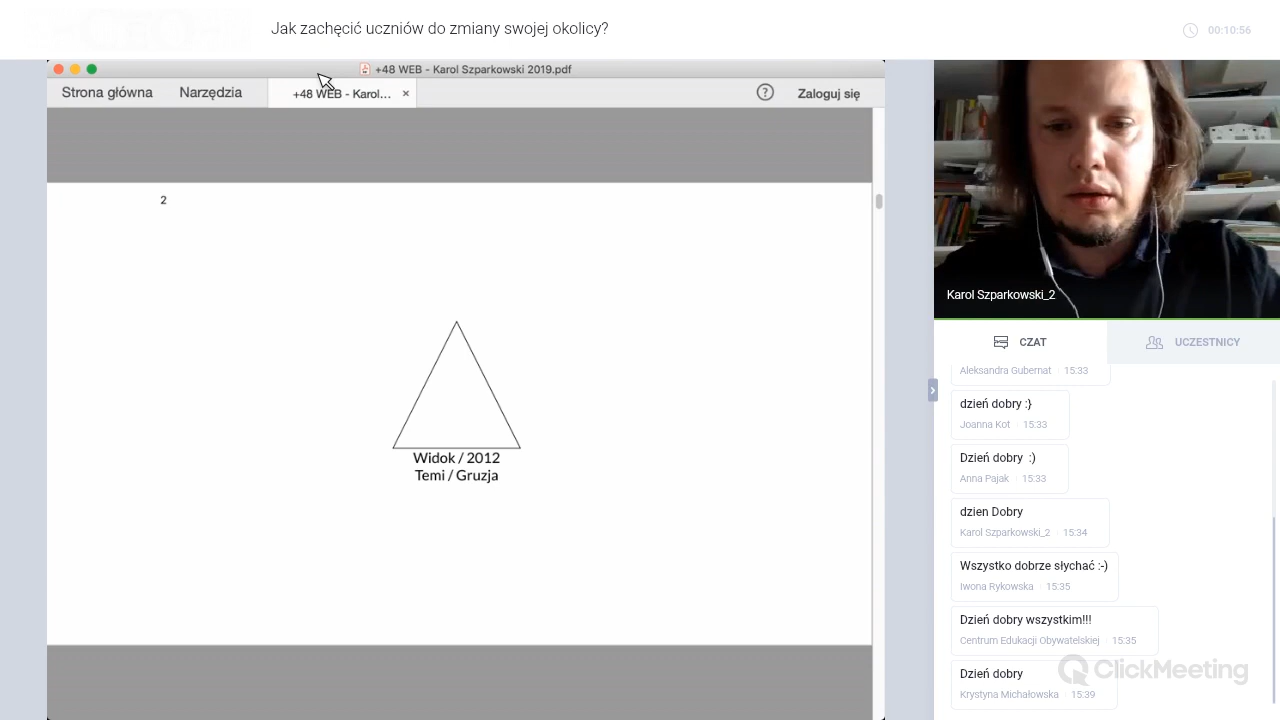 Jak zachęcić uczniów do zmiany swojej okolicy?
00:10:56
+48 WEB - Karol Szparkowski 2019.pdf
Strona główna
Narzędzia
+48 WEB - Karol... ×
?
Zaloguj się
2
Widok / 2012
Temi / Gruzja
Karol Szparkowski_2
CZAT
UCZESTNICY
Aleksandra Gubernat 15:33
dzień dobry :}
Joanna Kot 15:33
Dzień dobry :)
Anna Pajak 15:33
dzien Dobry
Karol Szparkowski_2 15:34
Wszystko dobrze słychać :-)
Iwona Rykowska 15:35
Dzień dobry wszystkim!!!
Centrum Edukacji Obywatelskiej 15:35
Dzień dobry
Krystyna Michałowska 15:39
ClickMeeting